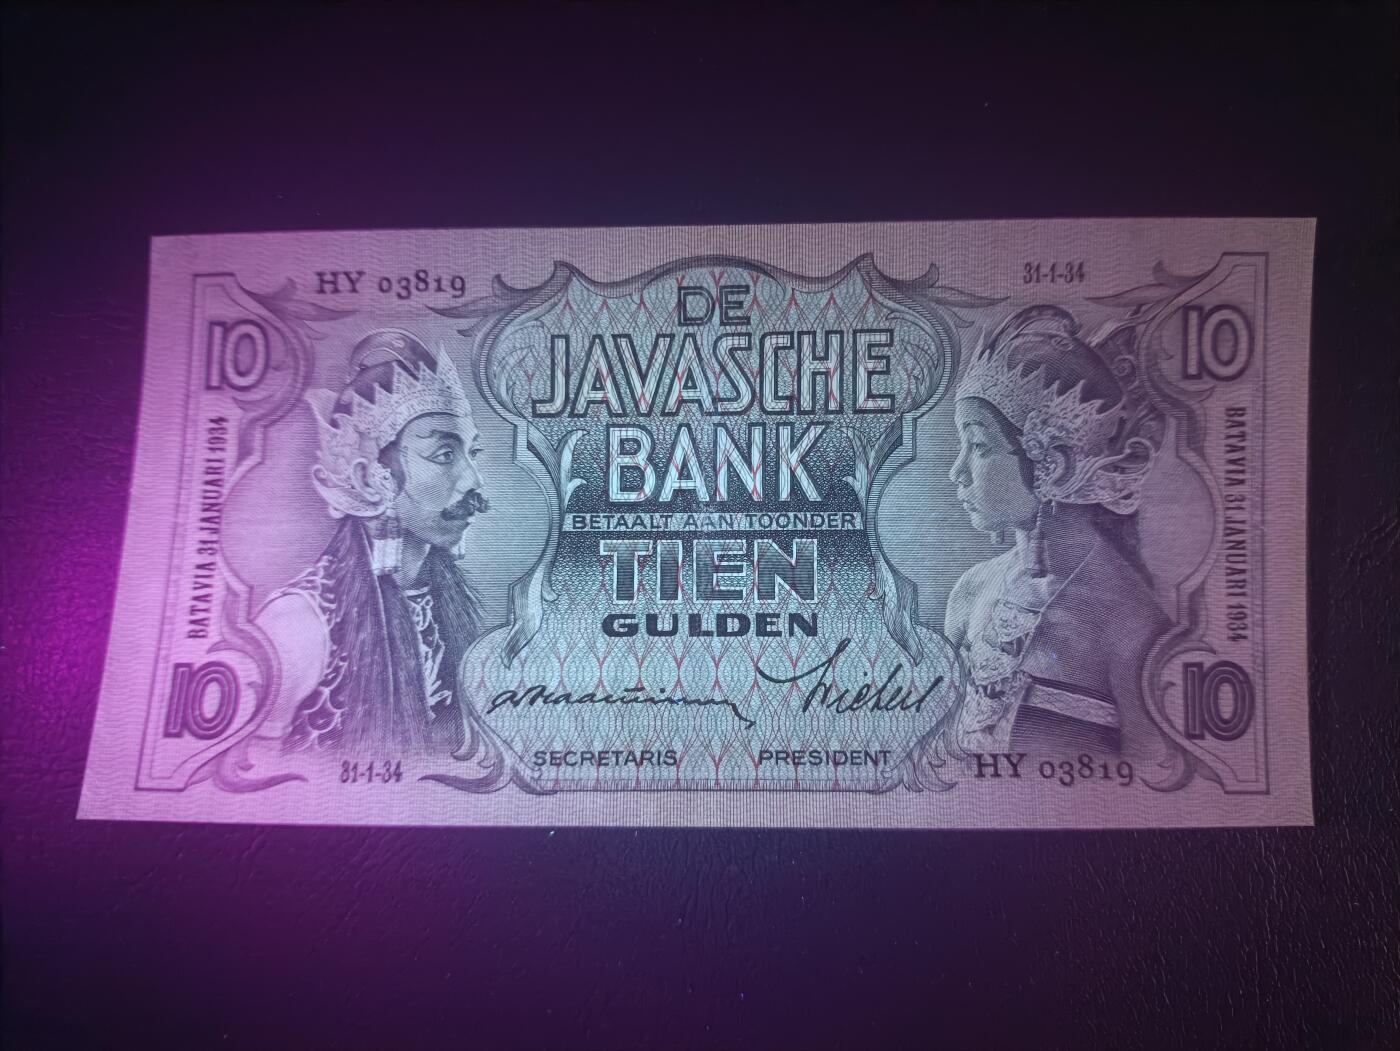 HY 03819
31-1-34
10
10
DE
JAVASCHE
BANK
BETAALT AAN TOONDER
TIEN
GULDEN
BATAVIA 31 JANUARI 1934
BATAVIA 31 JANUARI 1934
10
10
SECRETARIS
PRESIDENT
31-1-34
HY 03819